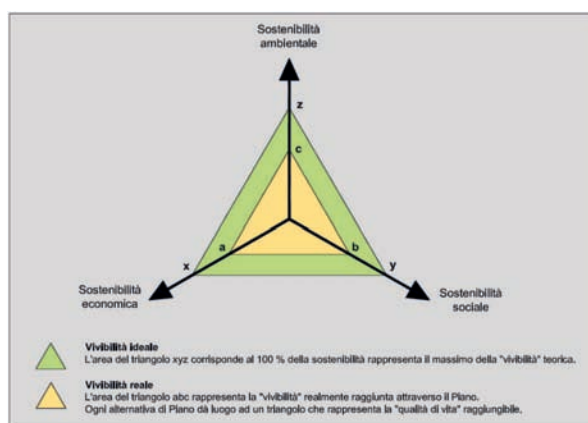 Sostenibilità
ambientale
z
c
a
b
x
y
Sostenibilità
economica
Sostenibilità
sociale
Vivibilità ideale
L'area del triangolo xyz corrisponde al 100 % della sostenibilità rappresenta il massimo della "vivibilità" teorica.
Vivibilità reale
L'area del triangolo abc rappresenta la "vivibilità" realmente raggiunta attraverso il Piano.
Ogni alternativa di Piano dà luogo ad un triangolo che rappresenta la "qualità di vita" raggiungibile.